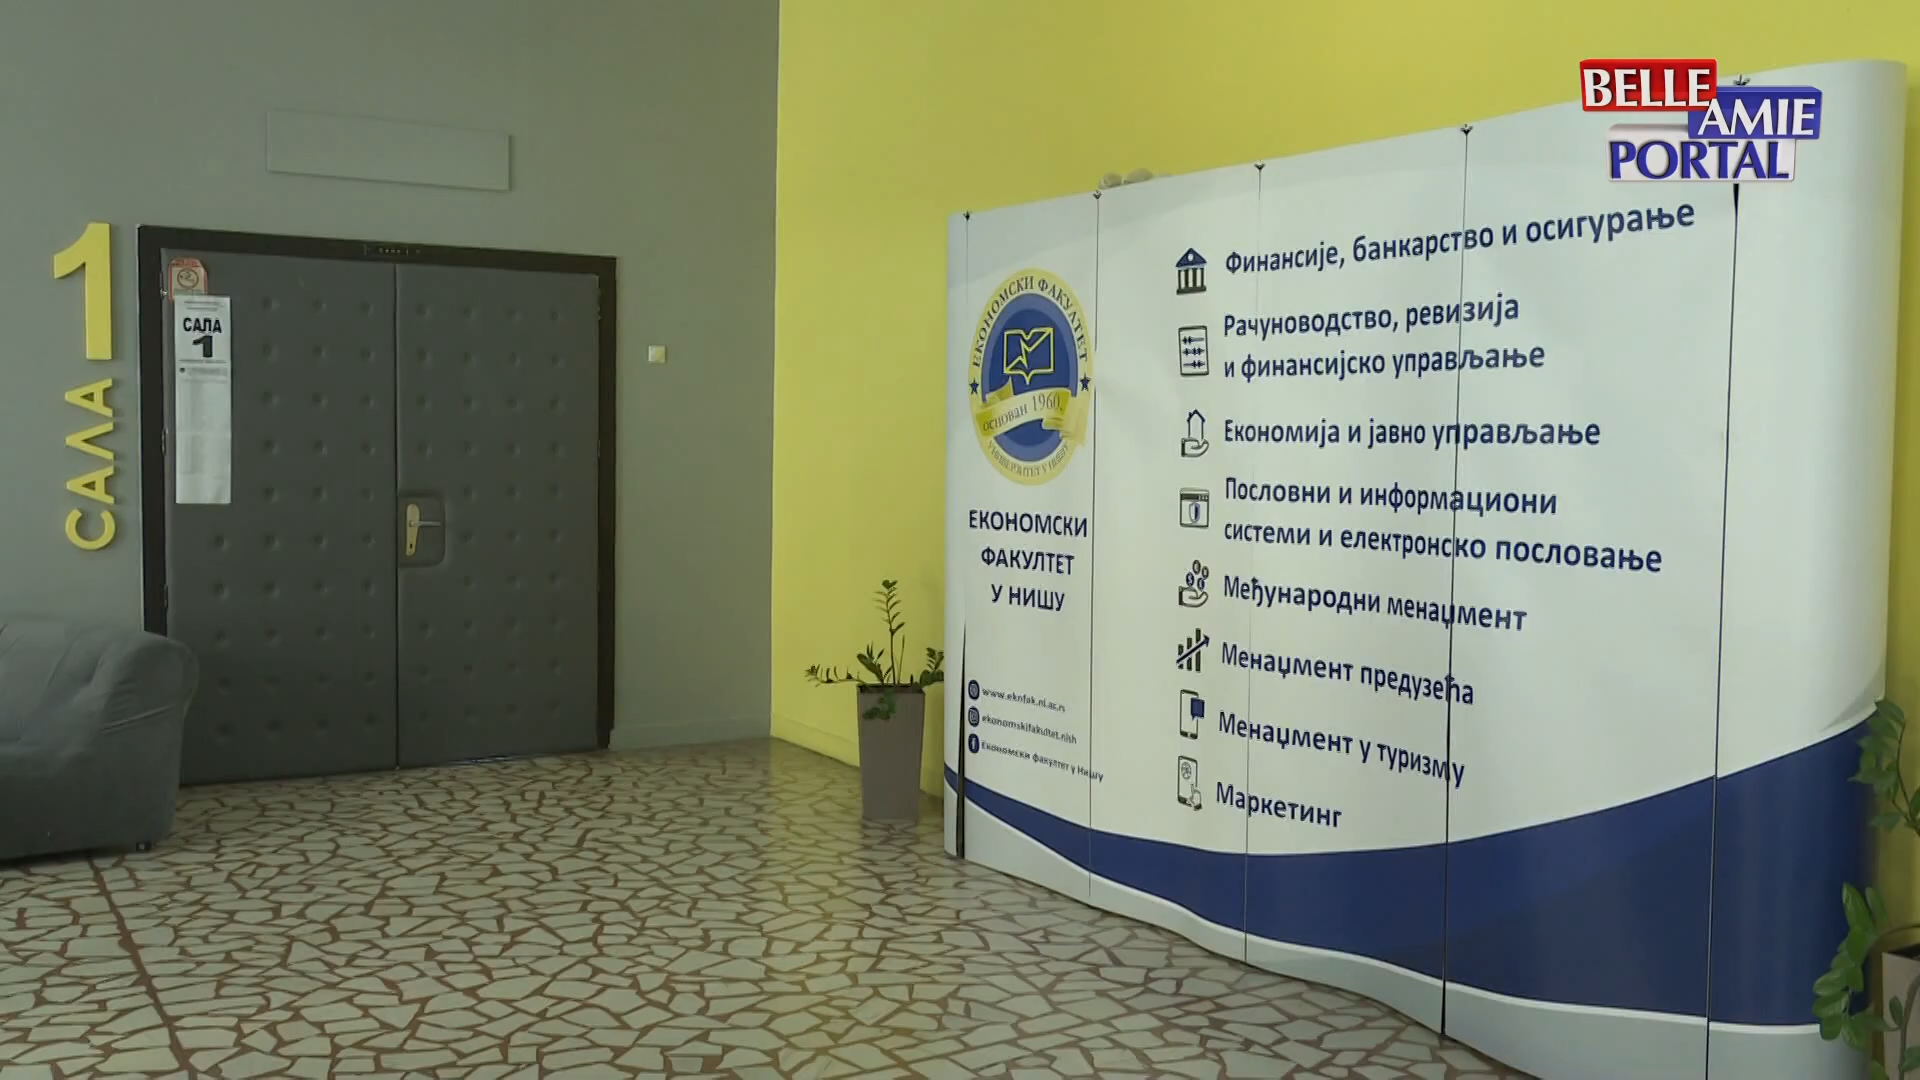 BELLE
AMIE
PORTAL
САЛА 1
САЛА
1
ЕКОНОМСКИ ФАКУЛТЕТ
основан 1960.
УНИВЕРЗИТЕТ У НИШУ
ЕКОНОМСКИ
ФАКУЛТЕТ
У НИШУ
www.eknfak.ni.ac.rs
ekonomskifakultet.nish
Економски факултет у Нишу
Финансије, банкарство и осигурање
Рачуноводство, ревизија
и финансијско управљање
Економија и јавно управљање
Пословни и информациони
системи и електронско пословање
Међународни менаџмент
Менаџмент предузећа
Менаџмент у туризму
Маркетинг